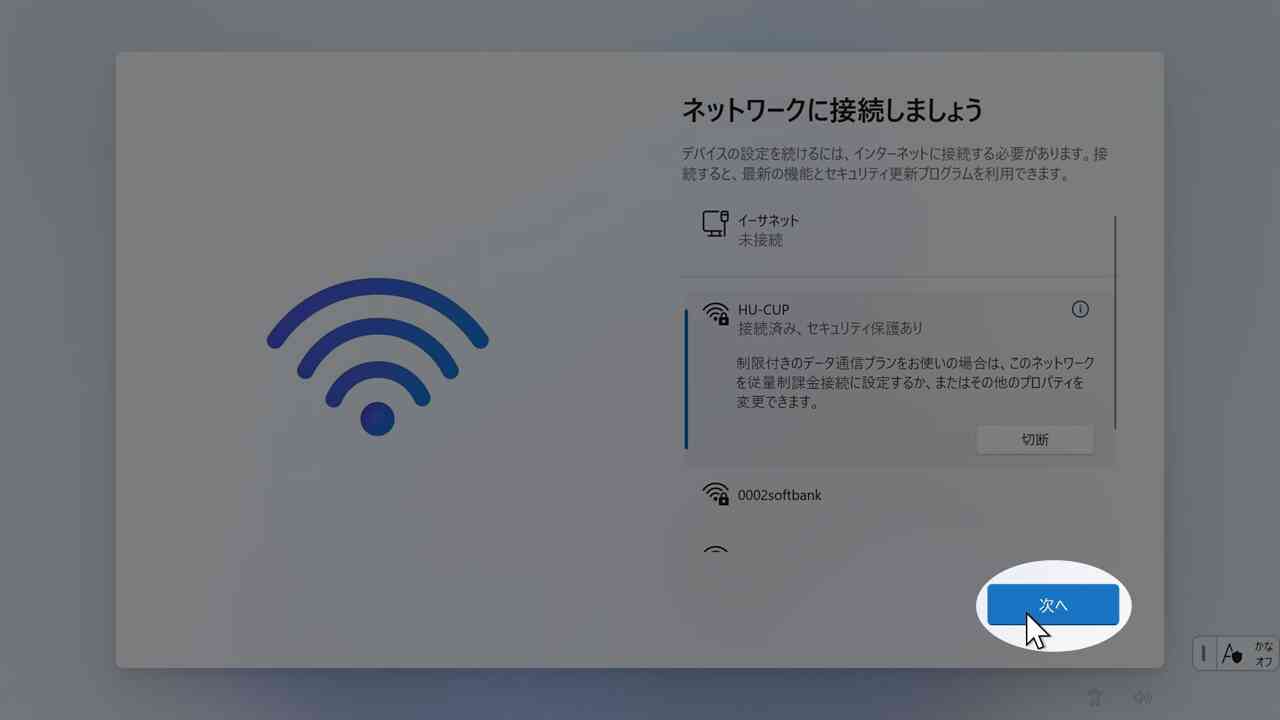 ネットワークに接続しましょう
デバイスの設定を続けるには、インターネットに接続する必要があります。接
続すると、最新の機能とセキュリティ更新プログラムを利用できます。
イーサネット
未接続
HU-CUP
接続済み、セキュリティ保護あり
制限付きのデータ通信プランをお使いの場合は、このネットワーク
を従量制課金接続に設定するか、またはその他のプロパティを
変更できます。
切断
0002softbank
次へ
A
かな
オフ